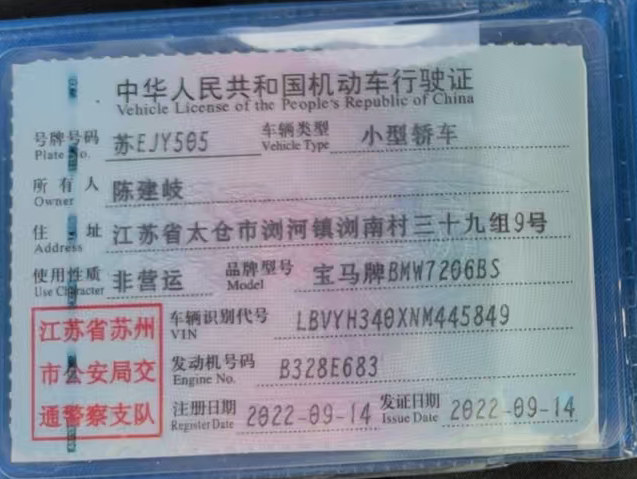 中华人民共和国机动车行驶证
Vehicle License of the People's Republic of China
号牌号码 苏EJY505 车辆类型 小型轿车
Plate No. Vehicle Type
所有人 陈建岐
Owner
住址 江苏省太仓市浏河镇浏南村三十九组9号
Address
使用性质 非营运 品牌型号 宝马牌BMW7206BS
Use Character Model
江苏省苏州 车辆识别代号 LBVYH340XNM445849
VIN
市公安局交 发动机号码 B328E683
Engine No.
通警察支队 注册日期 2022-09-14 发证日期 2022-09-14
Register Date Issue Date